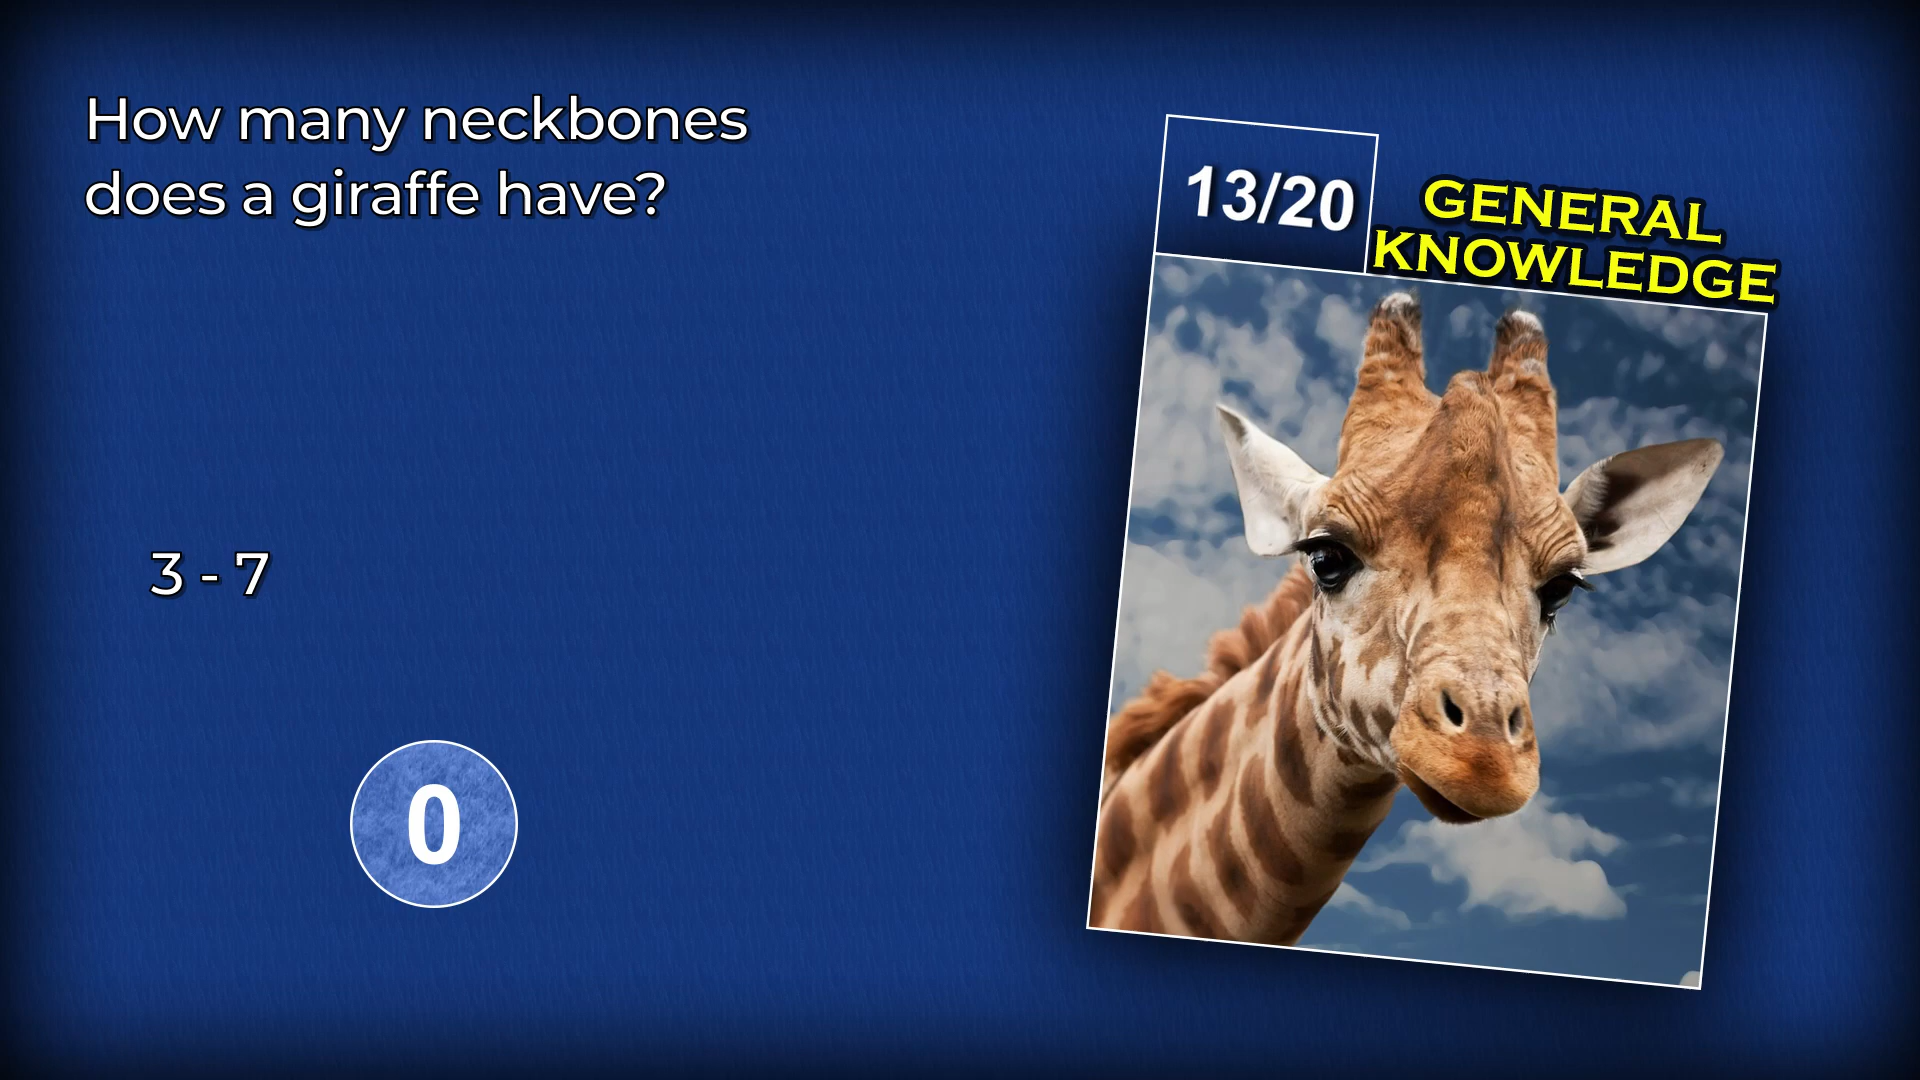 How many neckbones
does a giraffe have?
13/20
GENERAL
KNOWLEDGE
3 - 7
0